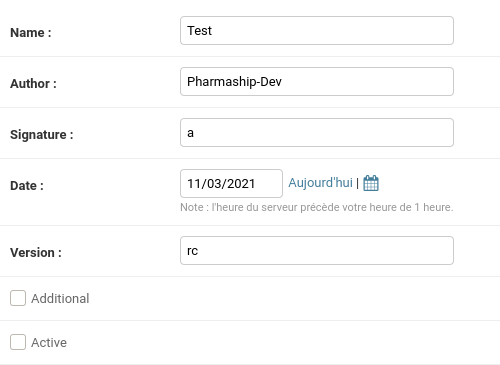 Name : Test
Author : Pharmaship-Dev
Signature : a
Date : 11/03/2021 Aujourd'hui |
Note : l'heure du serveur précède votre heure de 1 heure.
Version : rc
Additional
Active